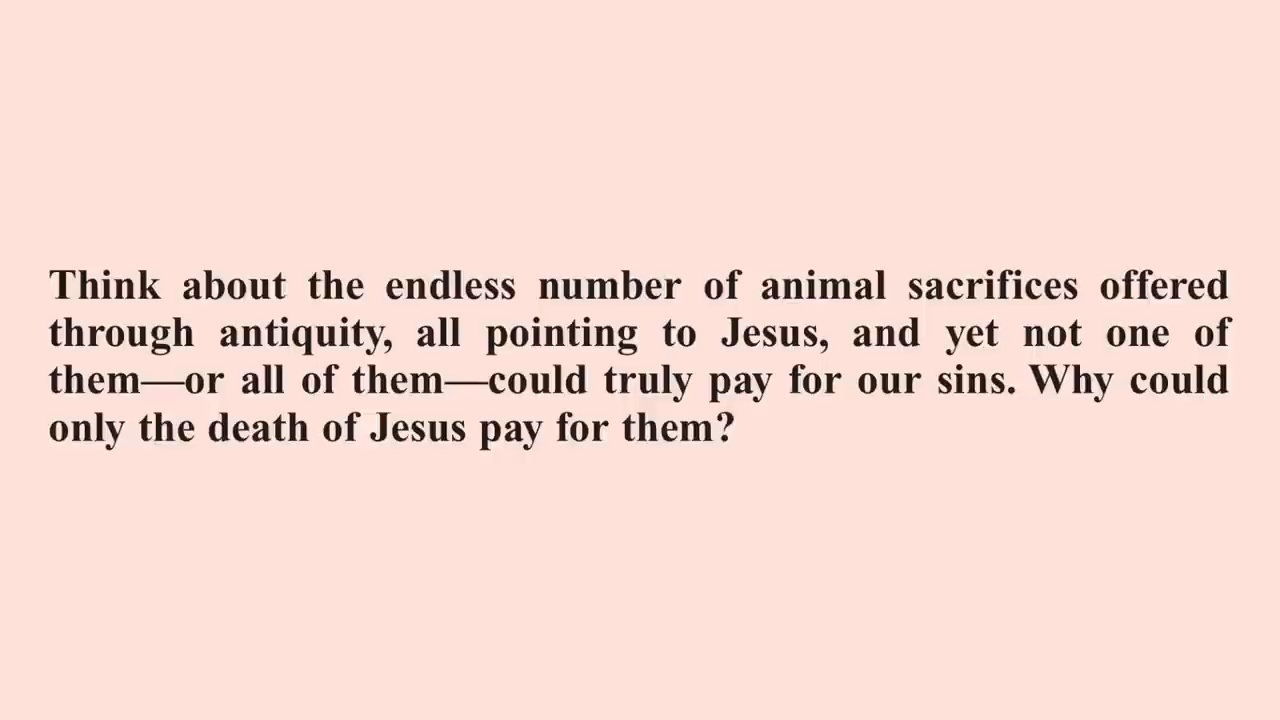 Think about the endless number of animal sacrifices offered
through antiquity, all pointing to Jesus, and yet not one of
them—or all of them—could truly pay for our sins. Why could
only the death of Jesus pay for them?